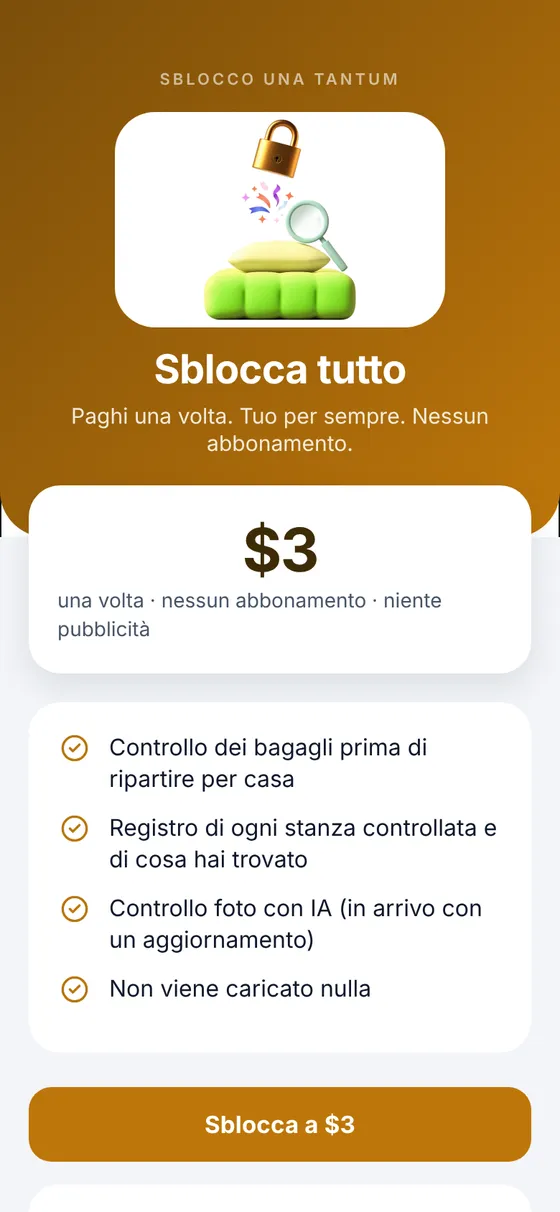 SBLOCCO UNA TANTUM
Sblocca tutto
Paghi una volta. Tuo per sempre. Nessun
abbonamento.
$3
una volta · nessun abbonamento · niente
pubblicità
Controllo dei bagagli prima di
ripartire per casa
Registro di ogni stanza controllata e
di cosa hai trovato
Controllo foto con IA (in arrivo con
un aggiornamento)
Non viene caricato nulla
Sblocca a $3